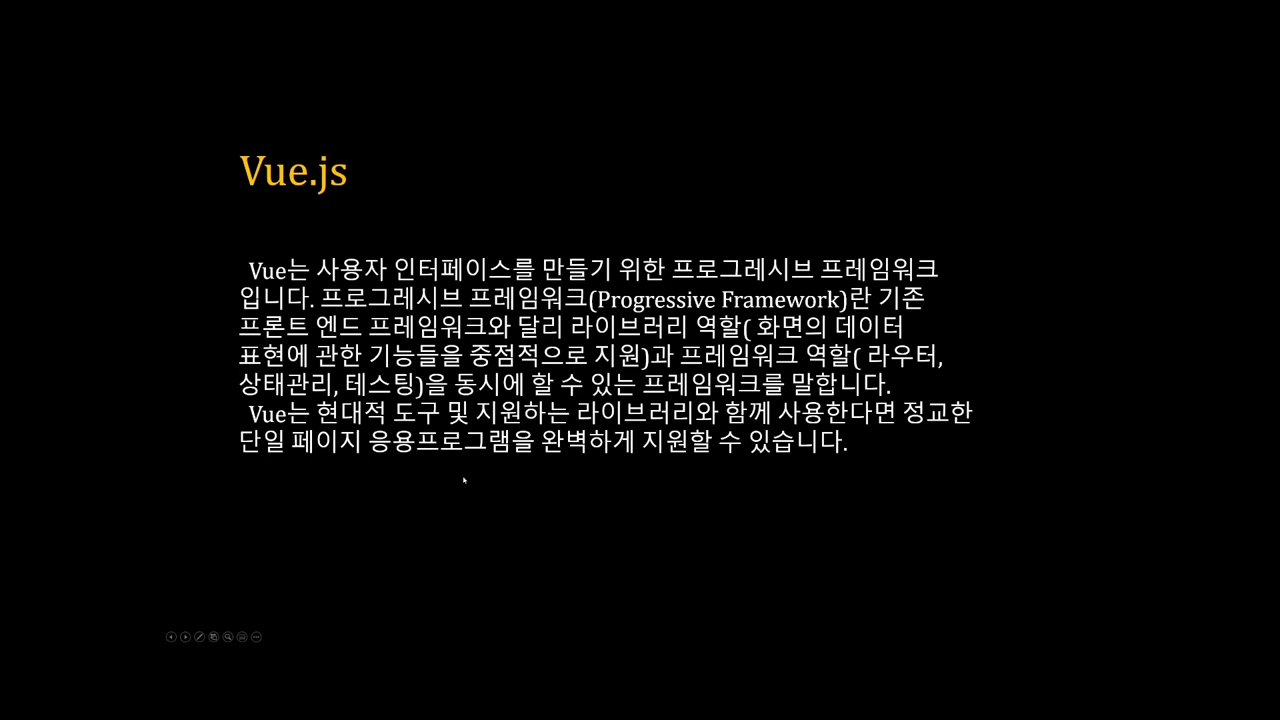 Vue.js
Vue는 사용자 인터페이스를 만들기 위한 프로그레시브 프레임워크
입니다. 프로그레시브 프레임워크(Progressive Framework)란 기존
프론트 엔드 프레임워크와 달리 라이브러리 역할( 화면의 데이터
표현에 관한 기능들을 중점적으로 지원)과 프레임워크 역할( 라우터,
상태관리, 테스팅)을 동시에 할 수 있는 프레임워크를 말합니다.
Vue는 현대적 도구 및 지원하는 라이브러리와 함께 사용한다면 정교한
단일 페이지 응용프로그램을 완벽하게 지원할 수 있습니다.